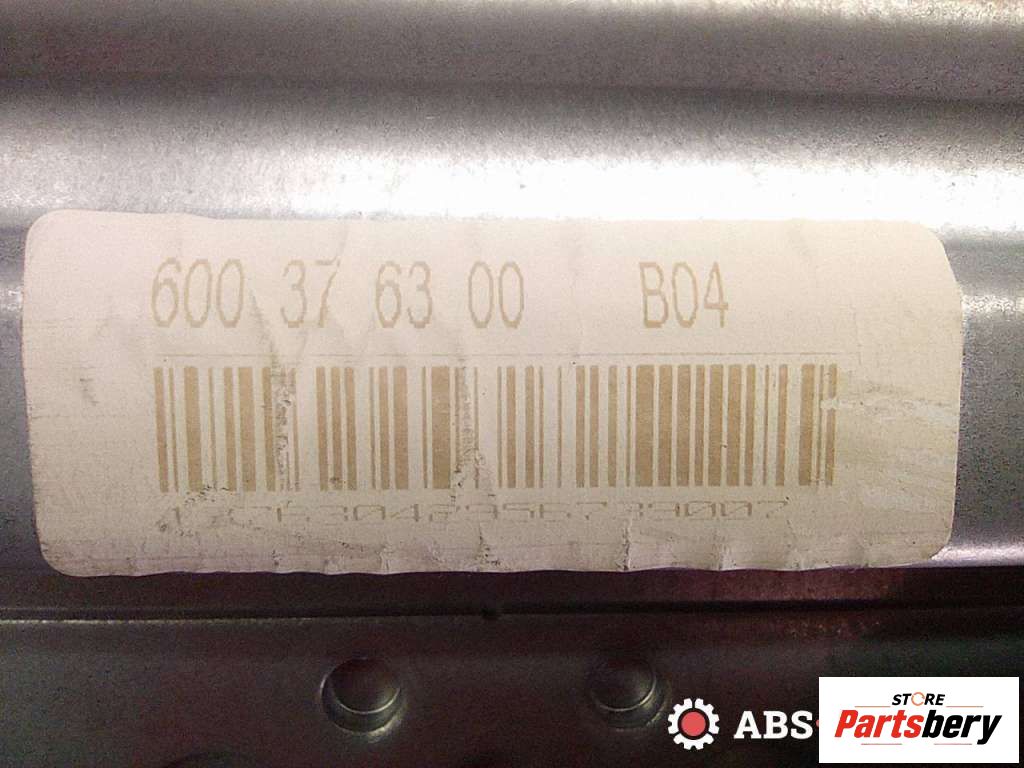 600 37 63 00 B04
ABS-
STORE
Partsbery